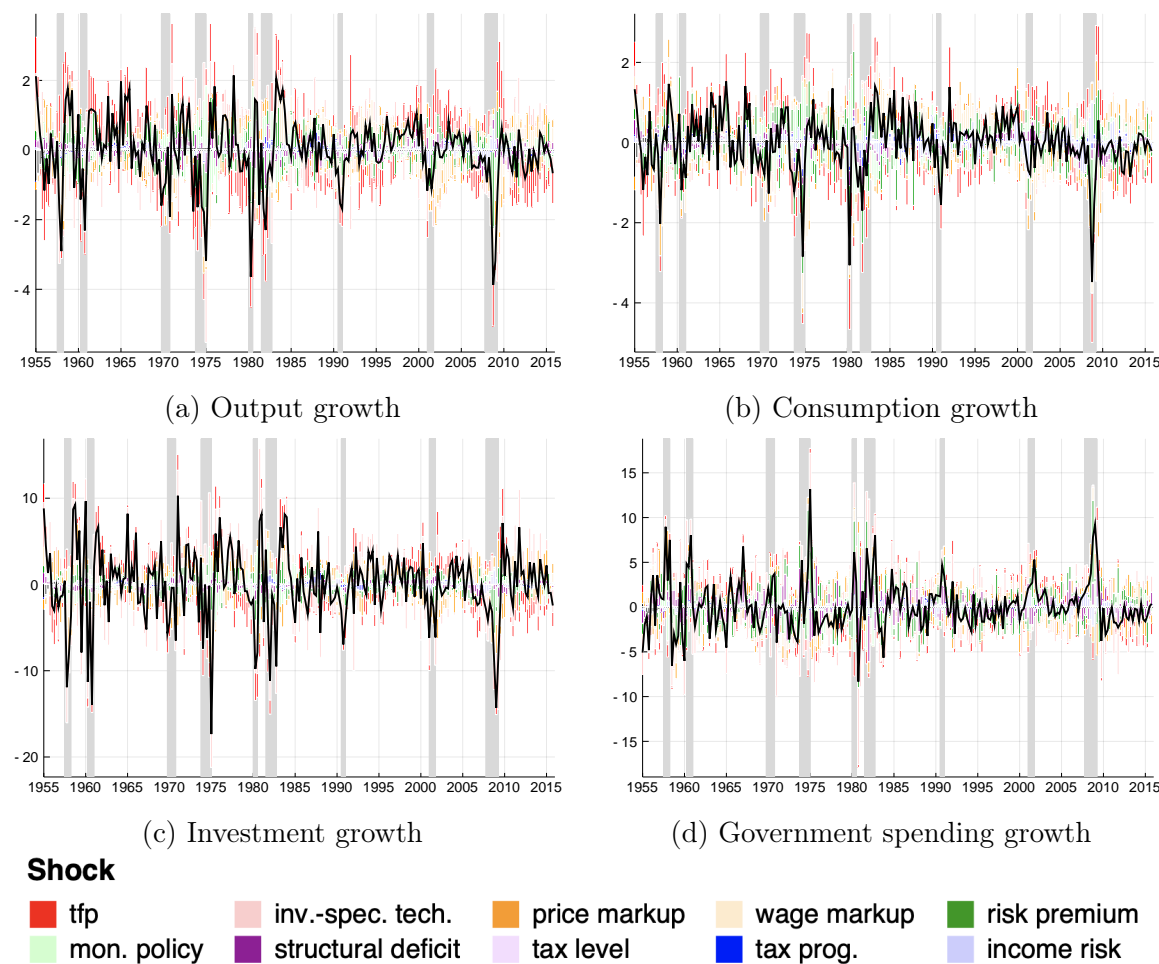 2
0
- 2
- 4
1955 1960 1965 1970 1975 1980 1985 1990 1995 2000 2005 2010 2015
(a) Output growth
2
0
- 2
- 4
1955 1960 1965 1970 1975 1980 1985 1990 1995 2000 2005 2010 2015
(b) Consumption growth
10
0
- 10
- 20
1955 1960 1965 1970 1975 1980 1985 1990 1995 2000 2005 2010 2015
(c) Investment growth
15
10
5
0
- 5
- 10
- 15
1955 1960 1965 1970 1975 1980 1985 1990 1995 2000 2005 2010 2015
(d) Government spending growth
Shock
tfp inv.-spec. tech. price markup wage markup risk premium
mon. policy structural deficit tax level tax prog. income risk